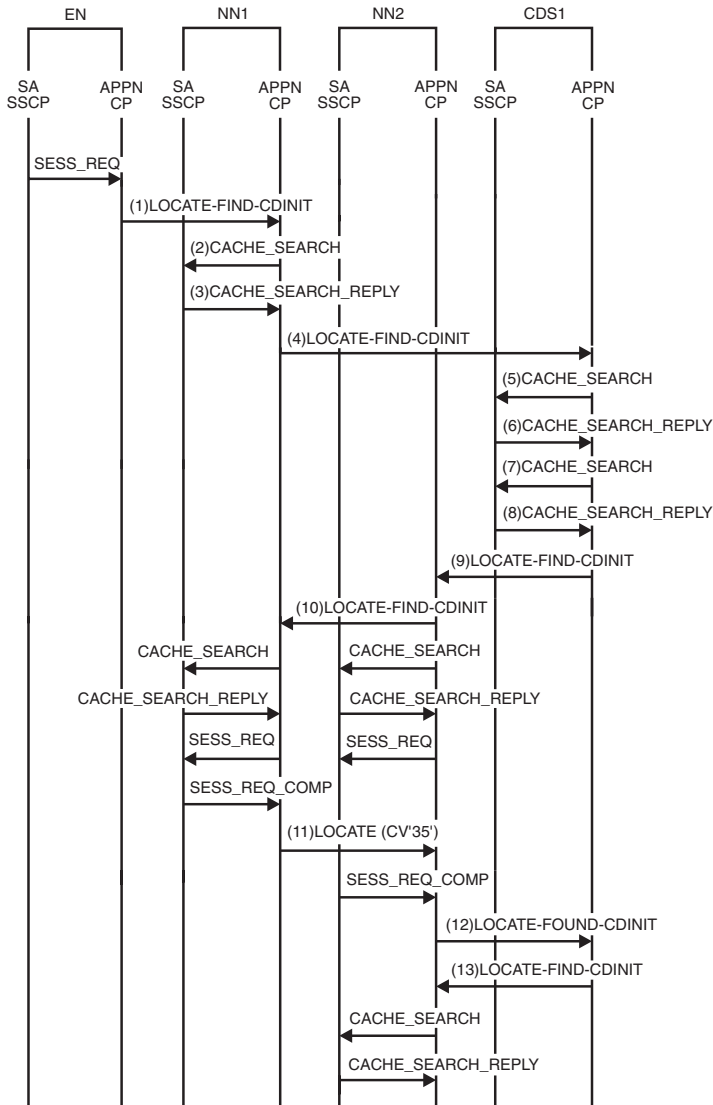 EN NN1 NN2 CDS1
SA APPN SA APPN SA APPN SA APPN
SSCP CP SSCP CP SSCP CP SSCP CP
SESS_REQ
(1)LOCATE-FIND-CDINIT
(2)CACHE_SEARCH
(3)CACHE_SEARCH_REPLY
(4)LOCATE-FIND-CDINIT
(5)CACHE_SEARCH
(6)CACHE_SEARCH_REPLY
(7)CACHE_SEARCH
(8)CACHE_SEARCH_REPLY
(9)LOCATE-FIND-CDINIT
(10)LOCATE-FIND-CDINIT
CACHE_SEARCH CACHE_SEARCH
CACHE_SEARCH_REPLY CACHE_SEARCH_REPLY
SESS_REQ SESS_REQ
SESS_REQ_COMP
(11)LOCATE (CV'35')
SESS_REQ_COMP
(12)LOCATE-FOUND-CDINIT
(13)LOCATE-FIND-CDINIT
CACHE_SEARCH
CACHE_SEARCH_REPLY